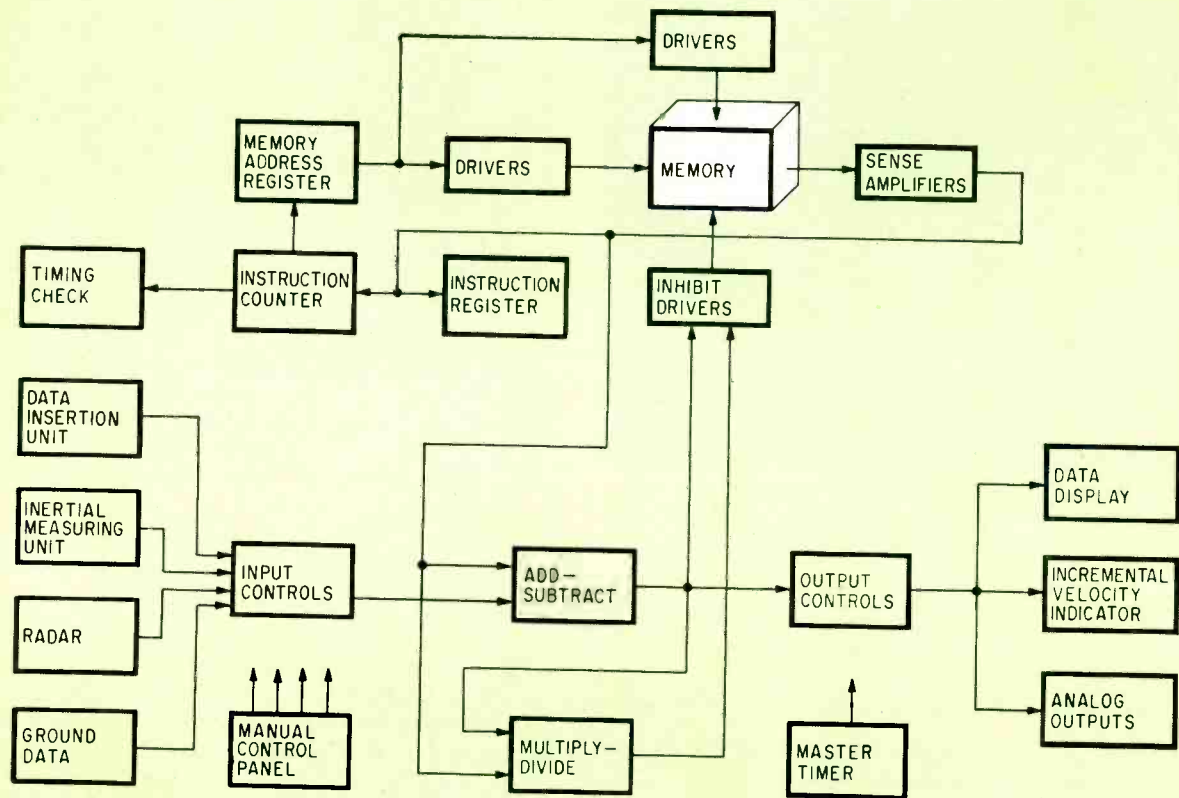 DRIVERS
MEMORY
ADDRESS
REGISTER
DRIVERS
MEMORY
SENSE
AMPLIFIERS
TIMING
CHECK
INSTRUCTION
COUNTER
INSTRUCTION
REGISTER
INHIBIT
DRIVERS
DATA
INSERTION
UNIT
INERTIAL
MEASURING
UNIT
RADAR
GROUND
DATA
INPUT
CONTROLS
MANUAL
CONTROL
PANEL
ADD-
SUBTRACT
MULTIPLY-
DIVIDE
OUTPUT
CONTROLS
MASTER
TIMER
DATA
DISPLAY
INCREMENTAL
VELOCITY
INDICATOR
ANALOG
OUTPUTS